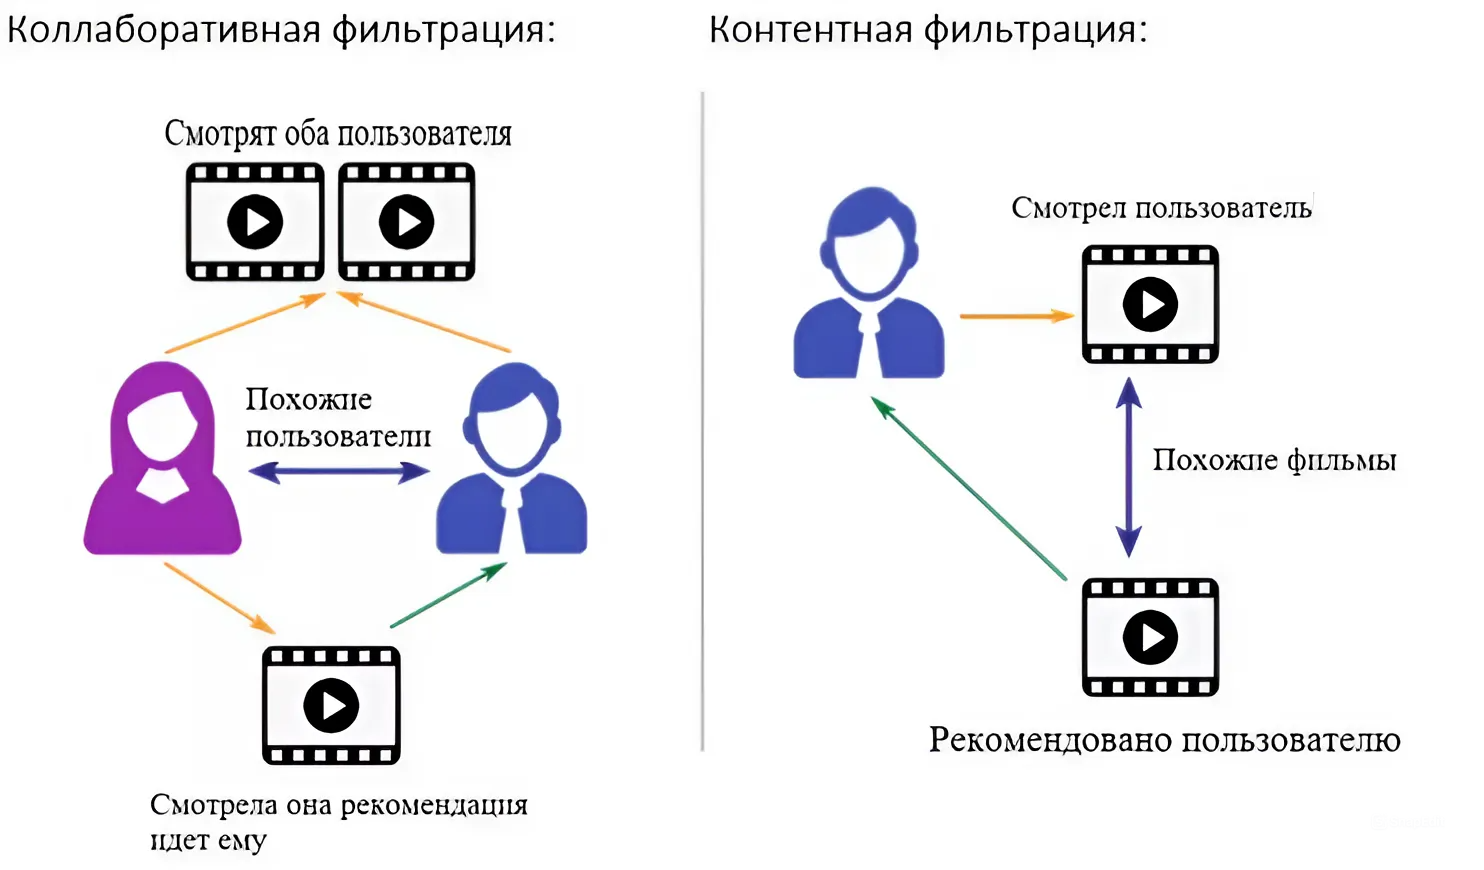 Коллаборативная фильтрация:
Контентная фильтрация:
Смотрят оба пользователя
Похожие
пользователи
Смотрела она рекомендация
идет ему
Смотрел пользователь
Похожие фильмы
Рекомендовано пользователю